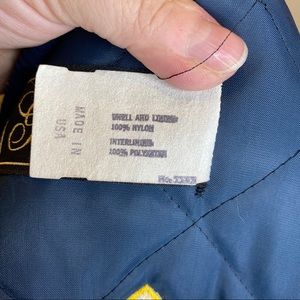 MADE IN
USA
SHELL AND LINING:
100% NYLON
INTERLINING:
100% POLYESTER